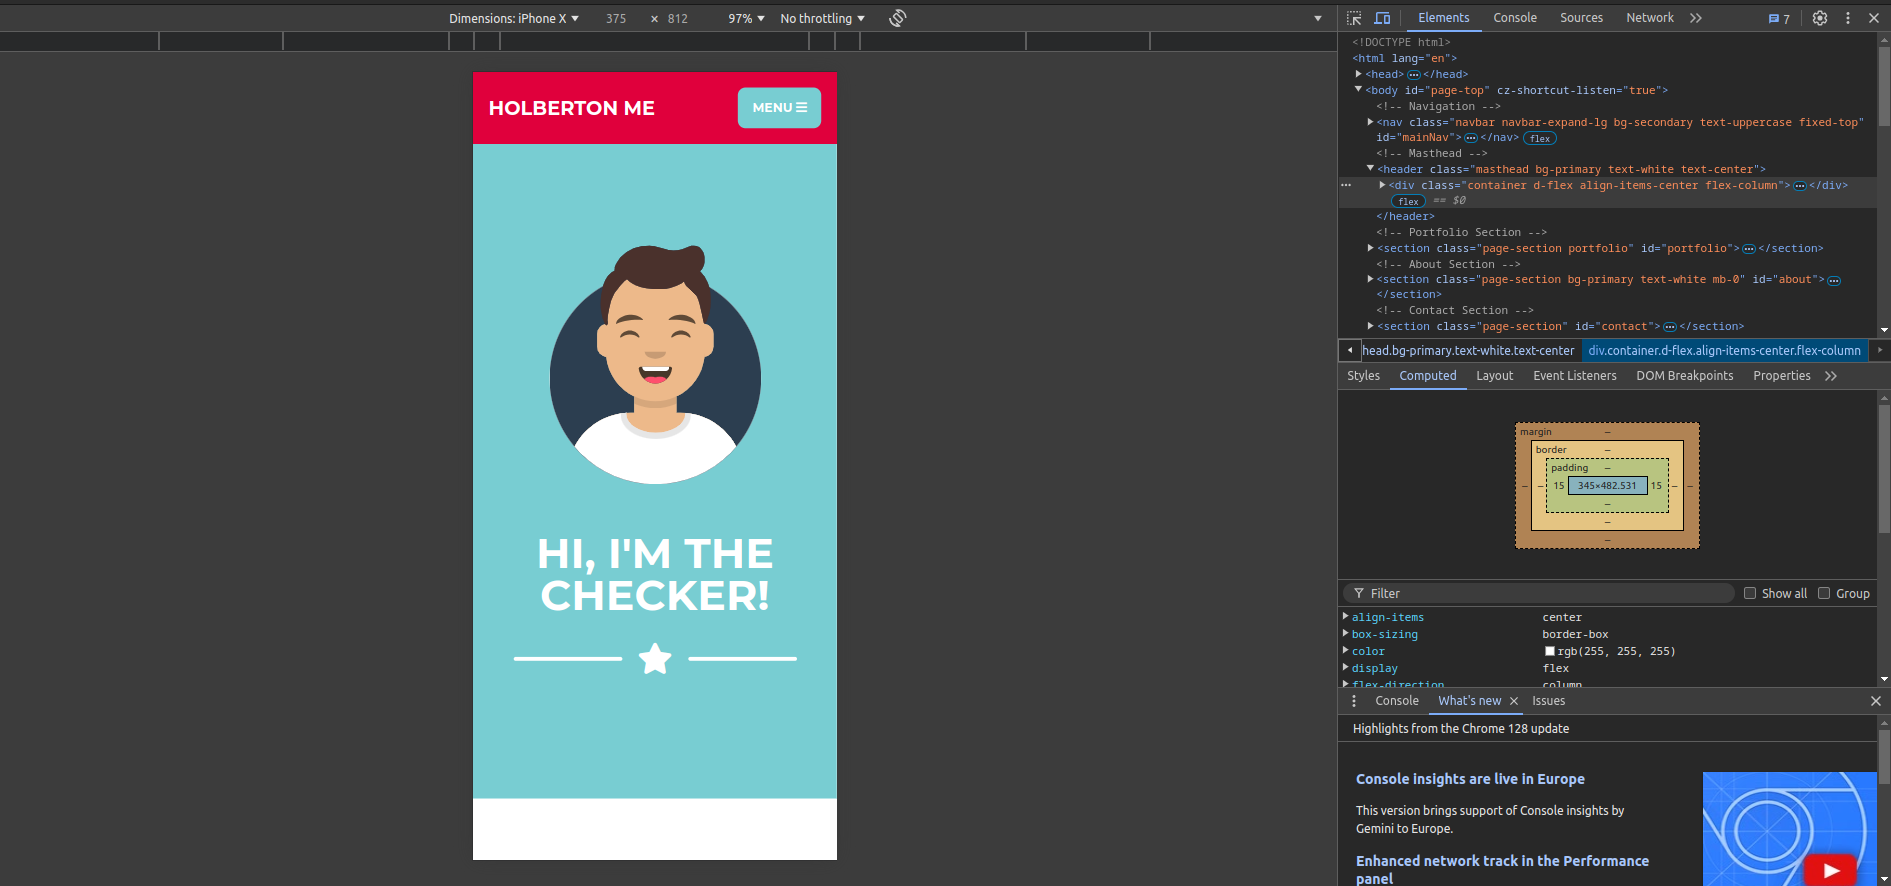 Dimensions: iPhone X ▼ 375 × 812 97% ▼ No throttling ▼
HOLBERTON ME
MENU
HI, I'M THE
CHECKER!
Elements Console Sources Network 7
<!DOCTYPE html>
<html lang="en">
<head> ⋯ </head>
<body id="page-top" cz-shortcut-listen="true">
<!-- Navigation -->
<nav class="navbar navbar-expand-lg bg-secondary text-uppercase fixed-top"
id="mainNav"> ⋯ </nav> flex
<!-- Masthead -->
<header class="masthead bg-primary text-white text-center">
<div class="container d-flex align-items-center flex-column"> ⋯ </div>
flex == $0
</header>
<!-- Portfolio Section -->
<section class="page-section portfolio" id="portfolio"> ⋯ </section>
<!-- About Section -->
<section class="page-section bg-primary text-white mb-0" id="about"> ⋯
</section>
<!-- Contact Section -->
<section class="page-section" id="contact"> ⋯ </section>
head.bg-primary.text-white.text-center div.container.d-flex.align-items-center.flex-column
Styles Computed Layout Event Listeners DOM Breakpoints Properties
margin –
border –
padding –
– – 15 345×482.531 15 – –
–
–
–
Filter Show all Group
align-items center
box-sizing border-box
color rgb(255, 255, 255)
display flex
flex-direction column
Console What's new Issues
Highlights from the Chrome 128 update
Console insights are live in Europe
This version brings support of Console insights by
Gemini to Europe.
Enhanced network track in the Performance
panel